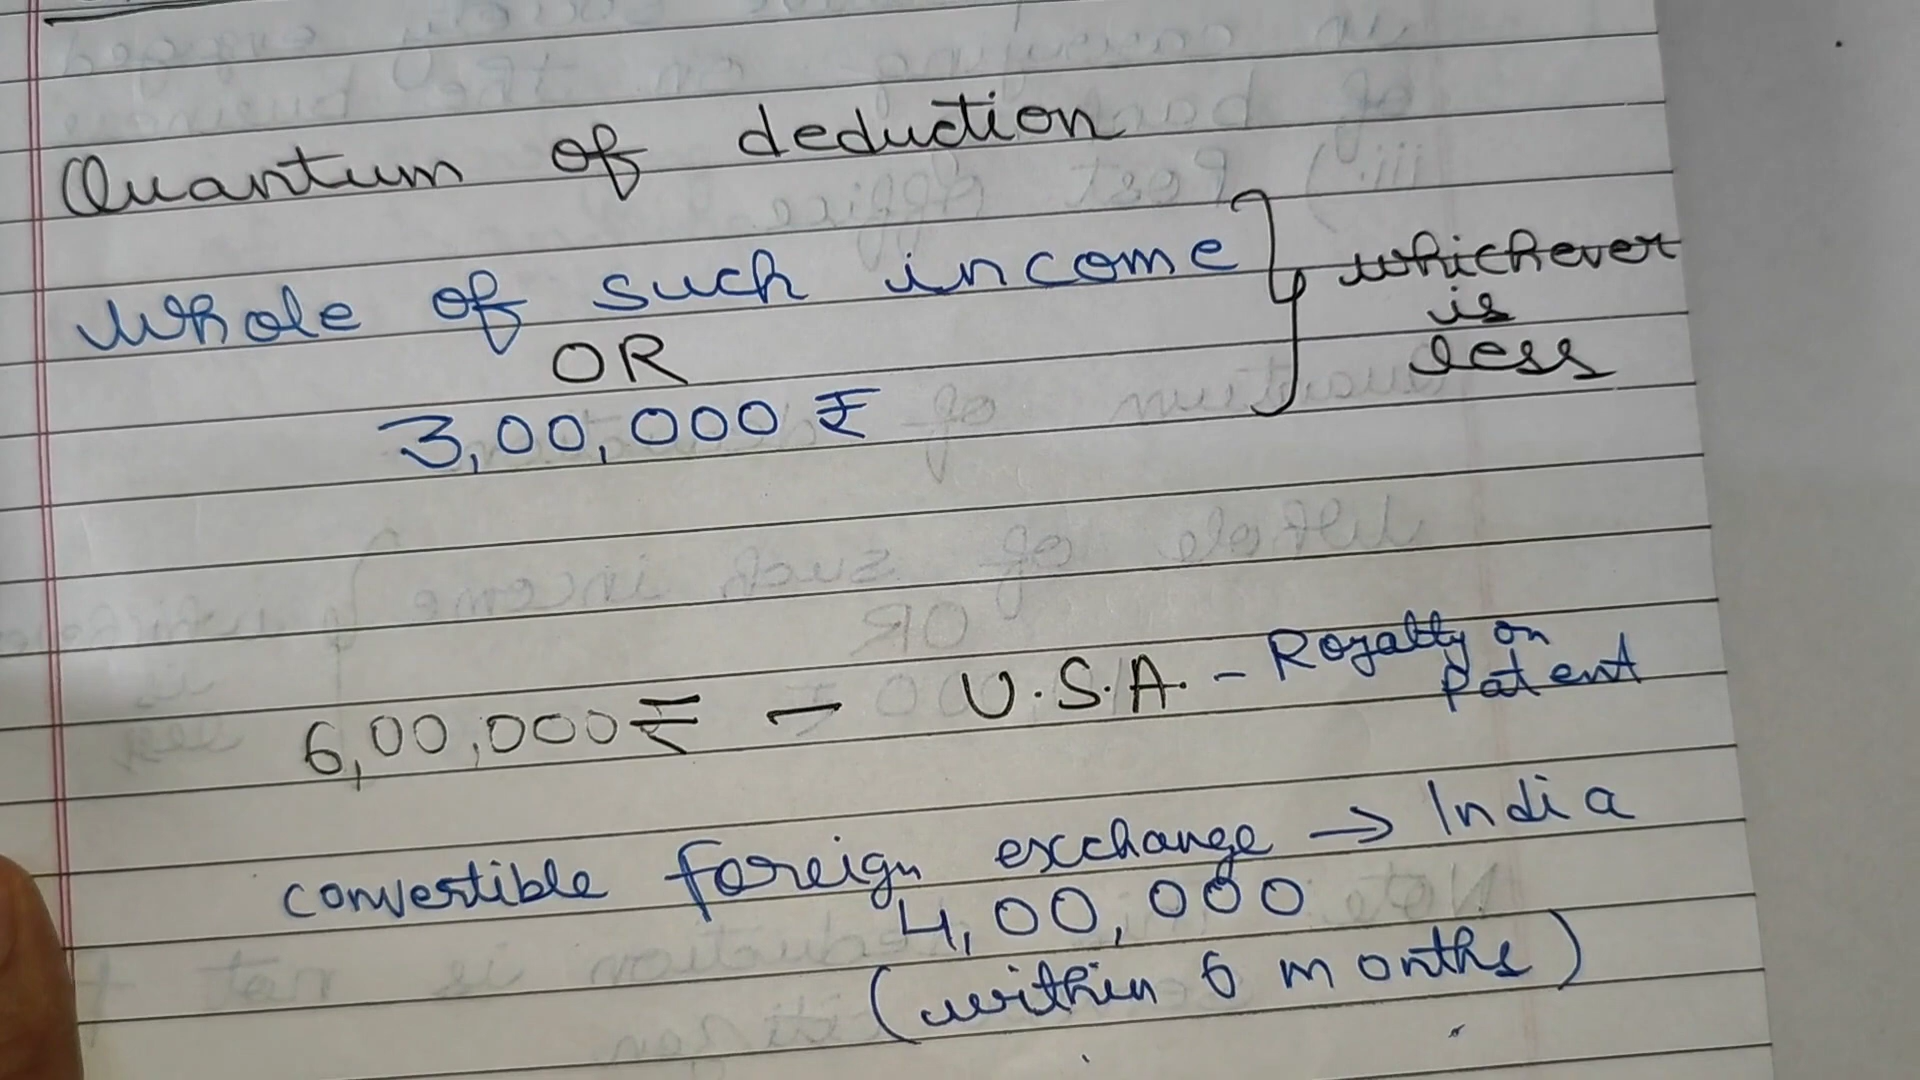 Quantum of deduction
Whole of such income
OR
3,00,000 ₹
whichever
is
less
6,00,000 ₹ - U.S.A. - Royalty on
Patent
convertible foreign exchange → India
4,00,000
(within 6 months)